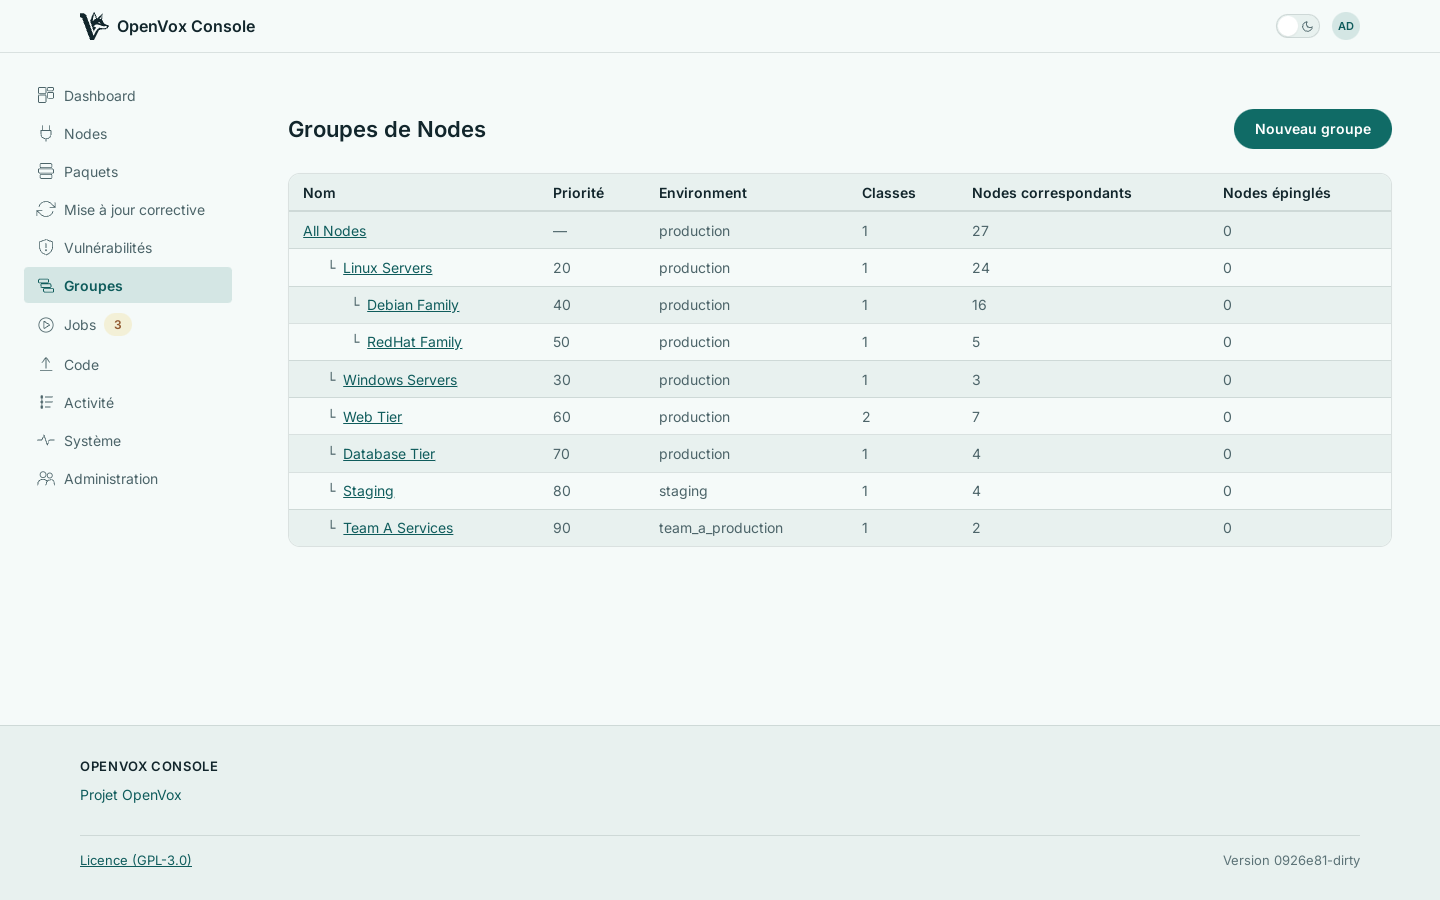 OpenVox Console
AD
Dashboard
Nodes
Paquets
Mise à jour corrective
Vulnérabilités
Groupes
Jobs 3
Code
Activité
Système
Administration
Groupes de Nodes
Nouveau groupe
Nom Priorité Environment Classes Nodes correspondants Nodes épinglés
All Nodes — production 1 27 0
└ Linux Servers 20 production 1 24 0
└ Debian Family 40 production 1 16 0
└ RedHat Family 50 production 1 5 0
└ Windows Servers 30 production 1 3 0
└ Web Tier 60 production 2 7 0
└ Database Tier 70 production 1 4 0
└ Staging 80 staging 1 4 0
└ Team A Services 90 team_a_production 1 2 0
OPENVOX CONSOLE
Projet OpenVox
Licence (GPL-3.0)
Version 0926e81-dirty